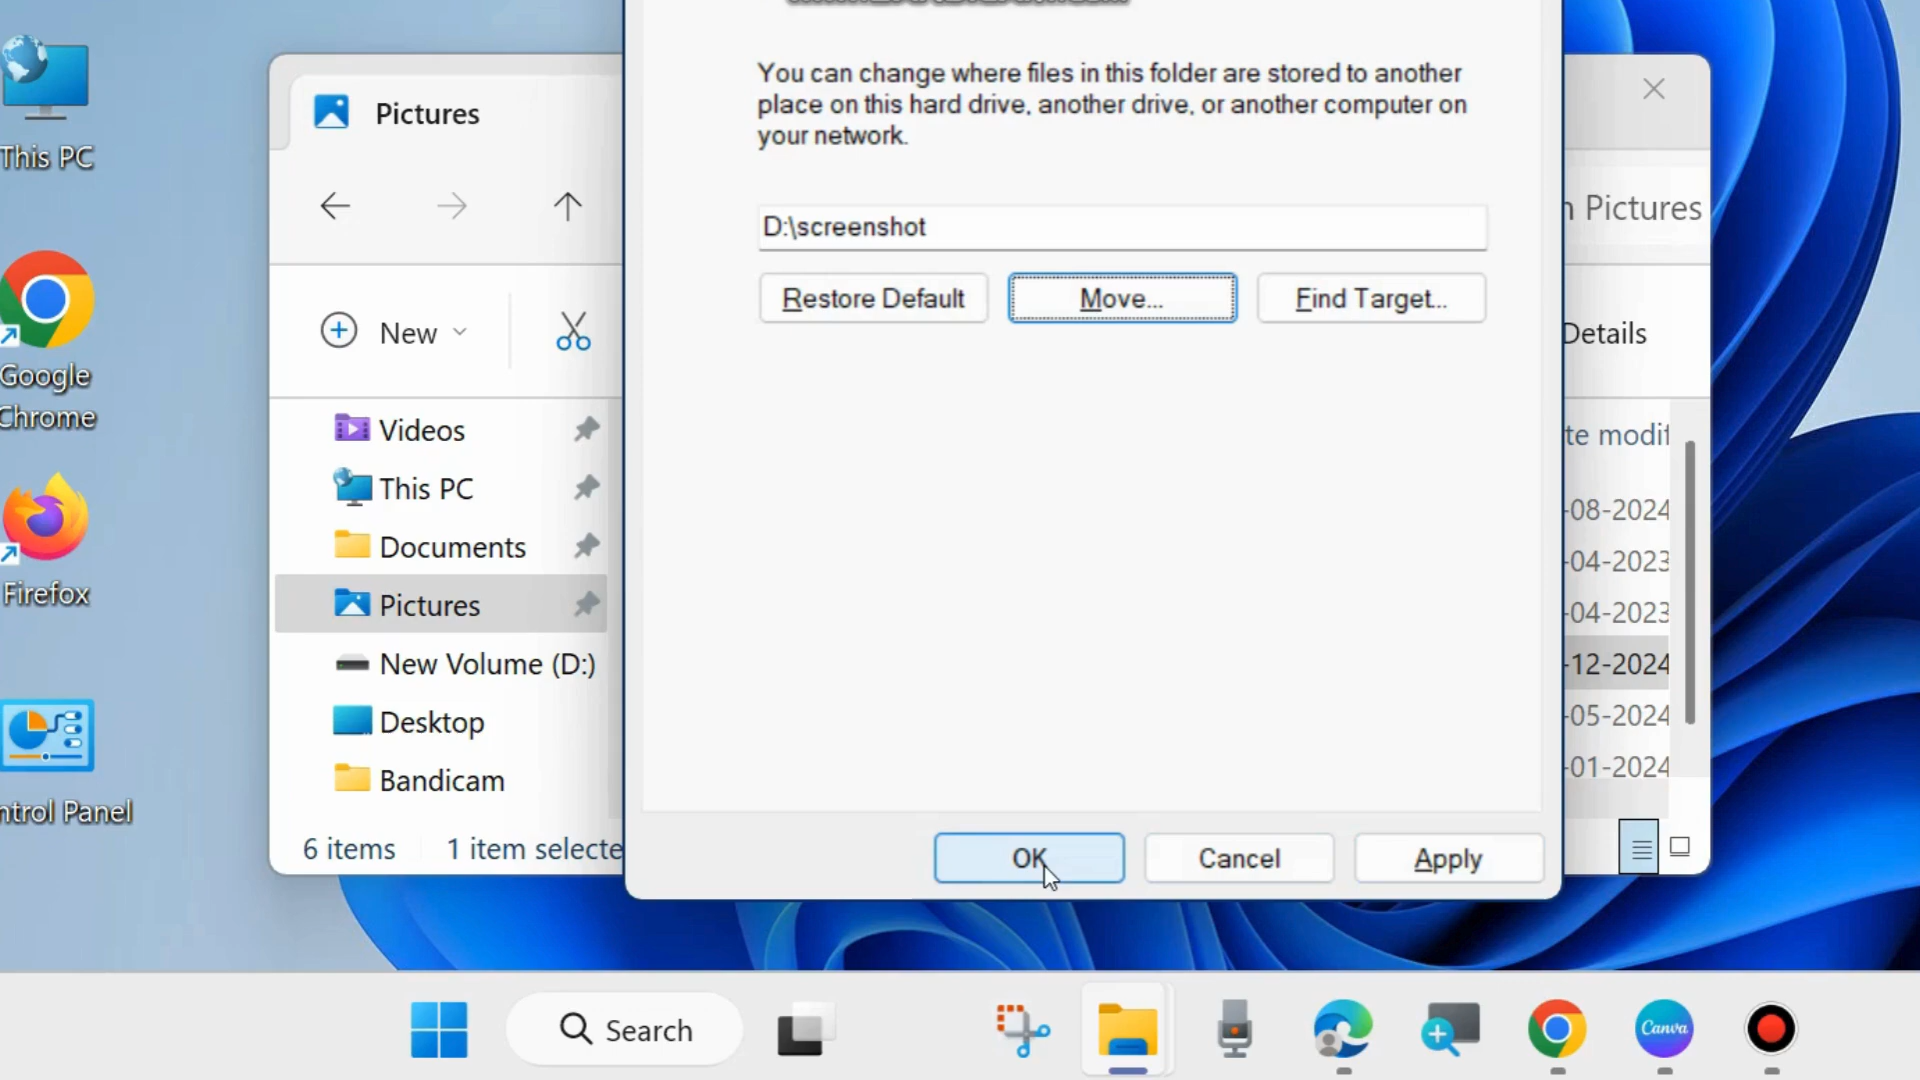 This PC
Google
Chrome
Firefox
ntrol Panel
Pictures
New
Videos
This PC
Documents
Pictures
New Volume (D:)
Desktop
Bandicam
6 items 1 item selecte
You can change where files in this folder are stored to another
place on this hard drive, another drive, or another computer on
your network.
D:\screenshot
Restore Default Move... Find Target...
OK Cancel Apply
Pictures
Details
te modif
-08-2024
-04-2023
-04-2023
-12-2024
-05-2024
-01-2024
Search
Canva